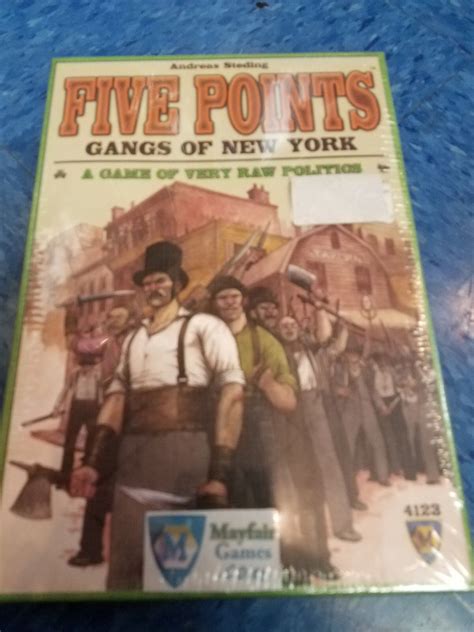 Andreas Steding
FIVE POINTS
GANGS OF NEW YORK
A GAME OF VERY RAW POLITICS
4123
Mayfair
Games